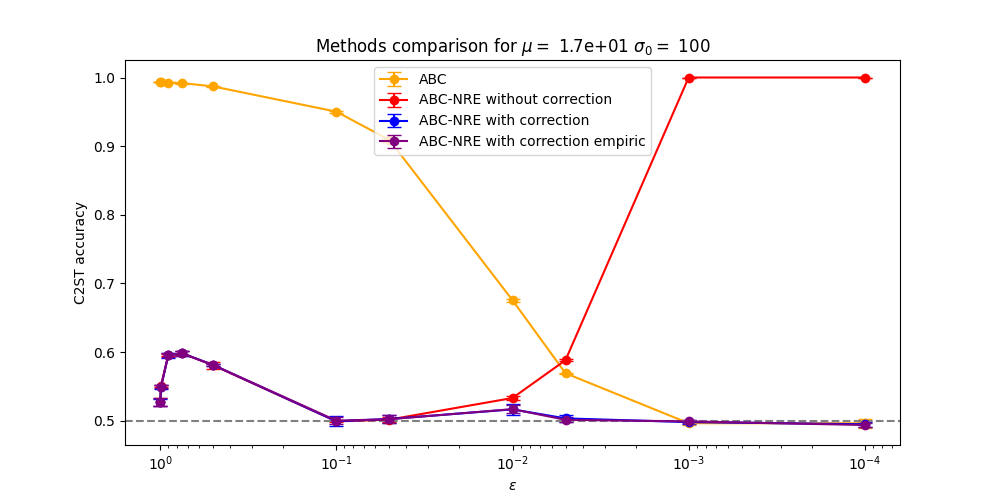 Methods comparison for μ = 1.7e+01 σ₀ = 100
ABC
ABC-NRE without correction
ABC-NRE with correction
ABC-NRE with correction empiric
C2ST accuracy
1.0
0.9
0.8
0.7
0.6
0.5
10⁰ 10⁻¹ 10⁻² 10⁻³ 10⁻⁴
ε